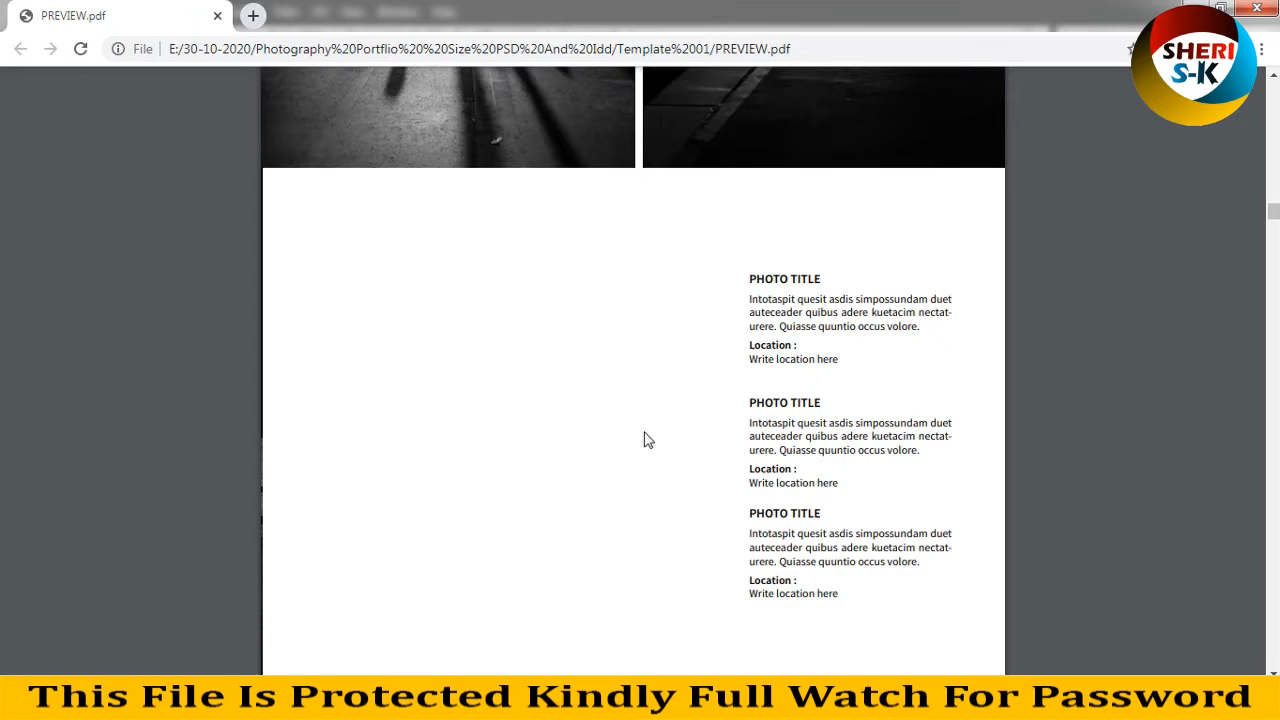 PREVIEW.pdf
File
E:/30-10-2020/Photography%20Portflio%20%20Size%20PSD%20And%20Idd/Template%2001/PREVIEW.pdf
SHERI
S-K
PHOTO TITLE
Intotaspit quesit asdis simpossundam duet
auteceader quibus adere kuetacim nectat-
urere. Quiasse quuntio occus volore.
Location :
Write location here
PHOTO TITLE
Intotaspit quesit asdis simpossundam duet
auteceader quibus adere kuetacim nectat-
urere. Quiasse quuntio occus volore.
Location :
Write location here
PHOTO TITLE
Intotaspit quesit asdis simpossundam duet
auteceader quibus adere kuetacim nectat-
urere. Quiasse quuntio occus volore.
Location :
Write location here
This File Is Protected Kindly Full Watch For Password